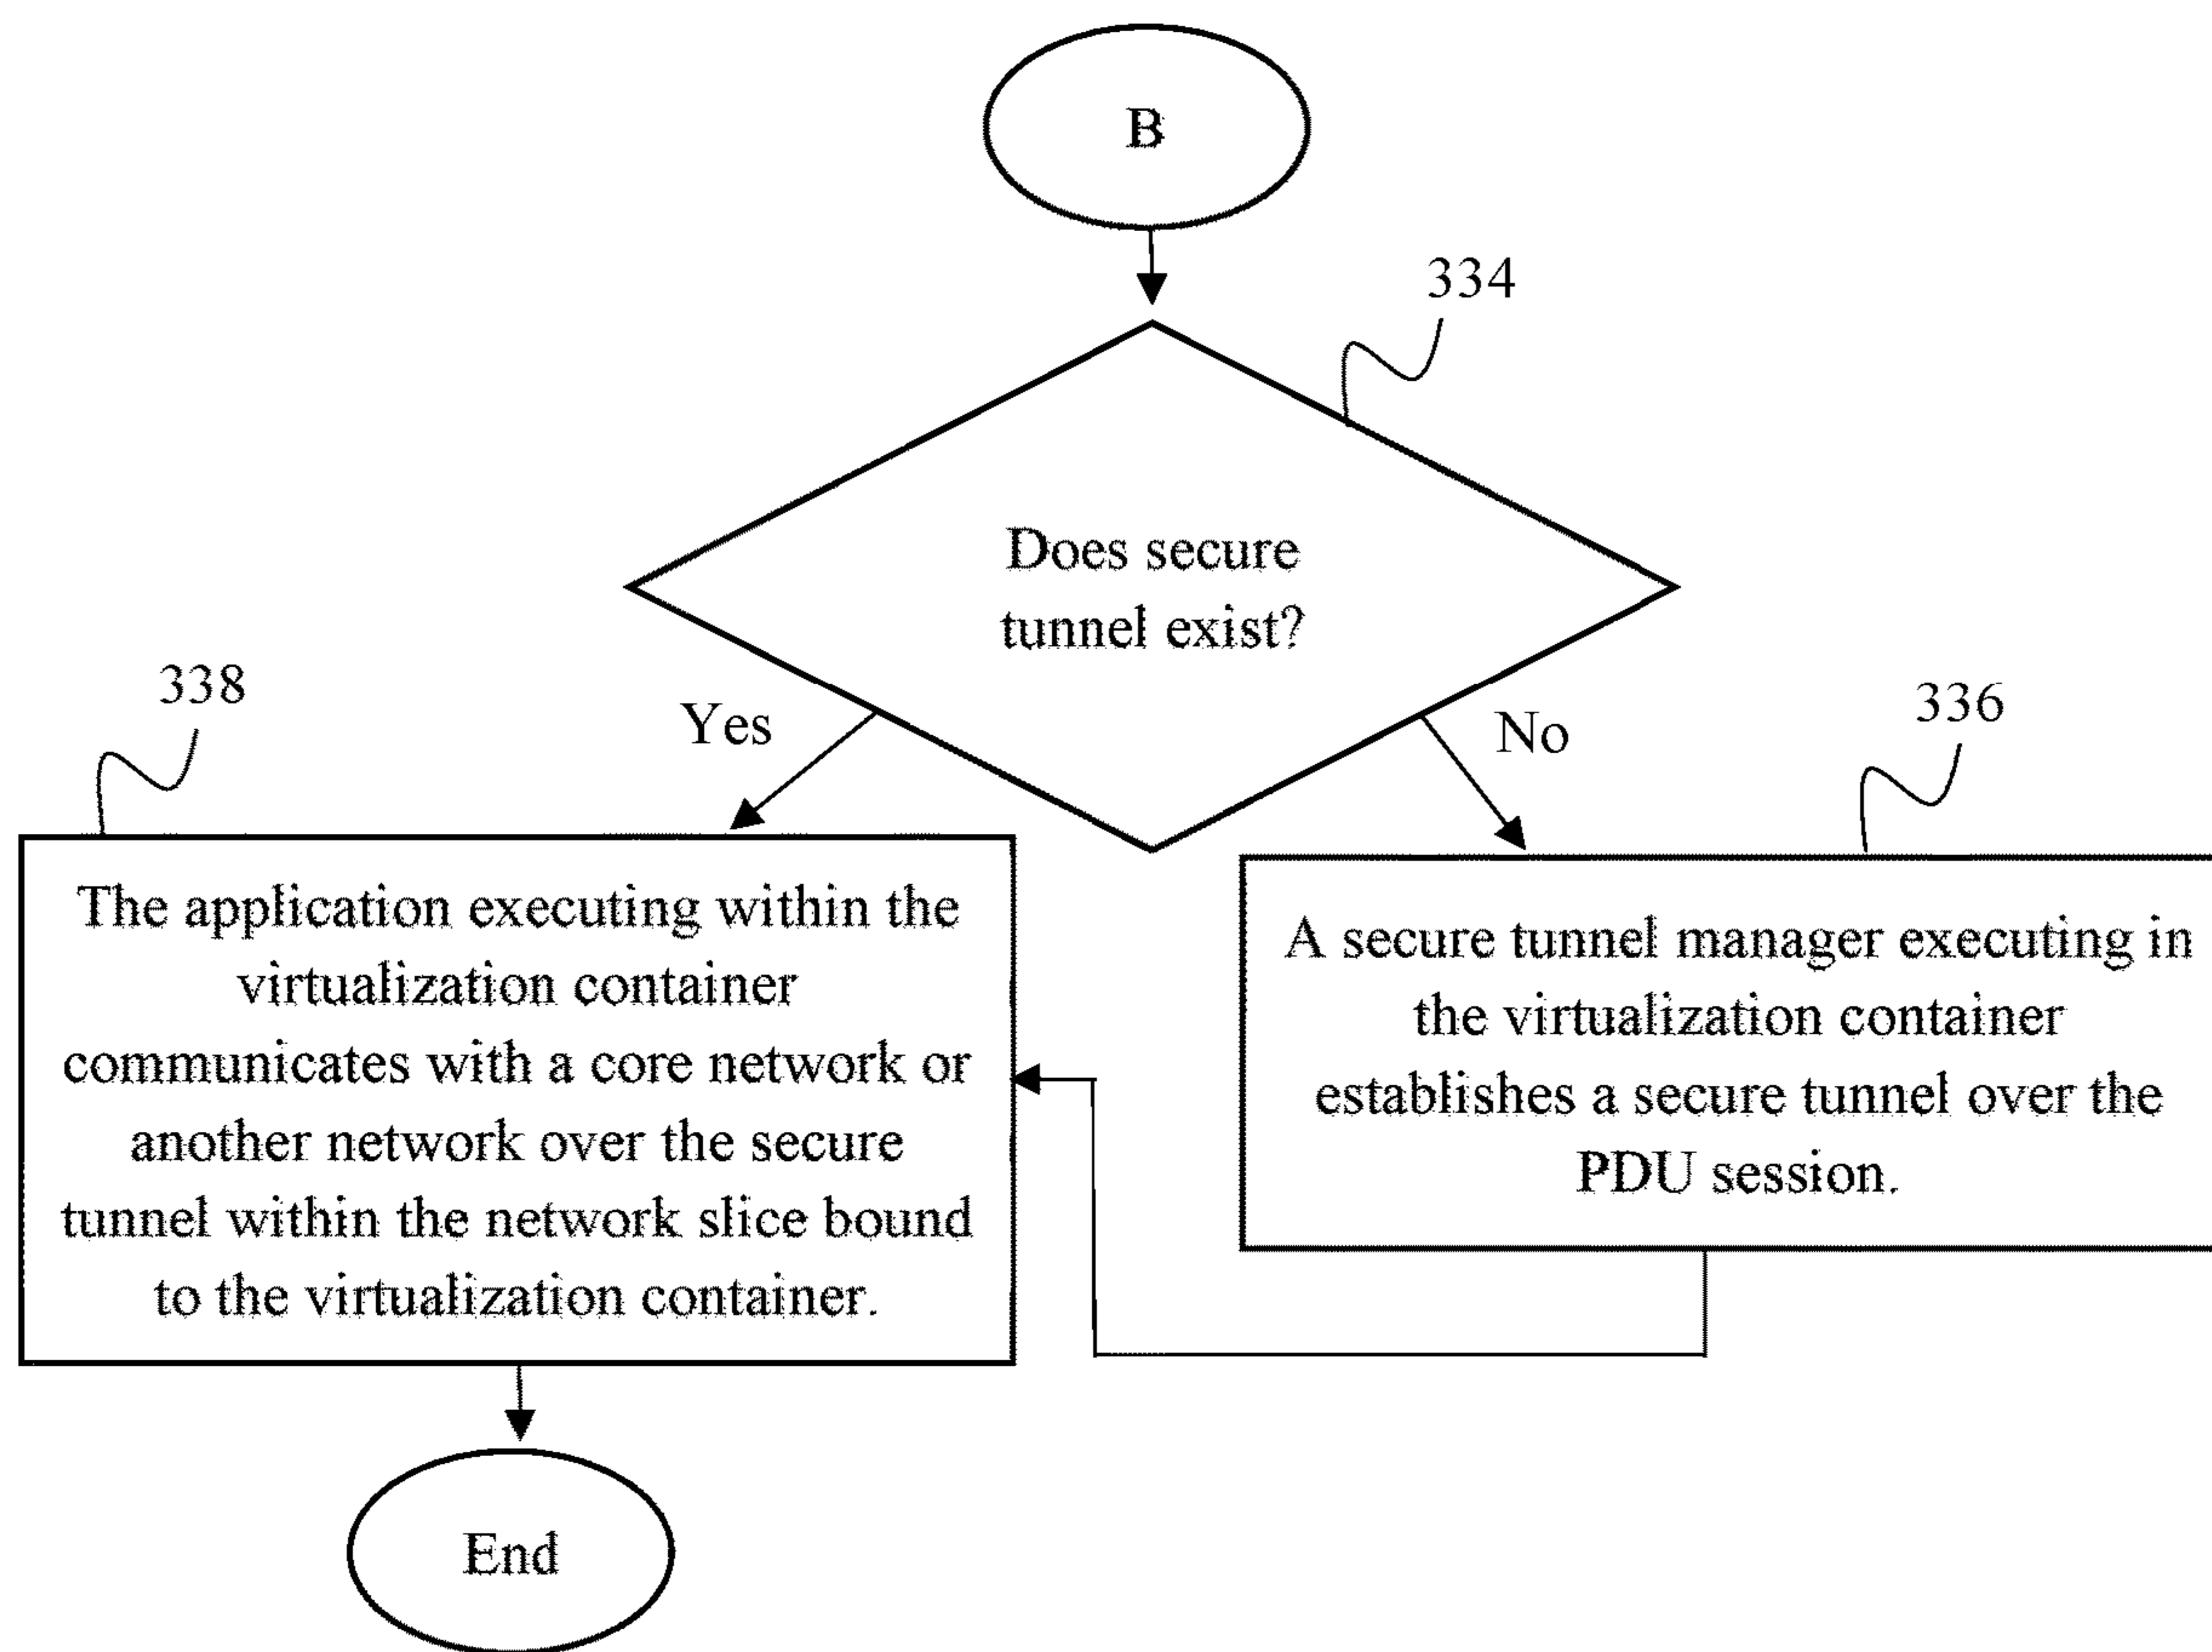 B
334
Does secure
tunnel exist?
338
Yes
No
336
The application executing within the
virtualization container
communicates with a core network or
another network over the secure
tunnel within the network slice bound
to the virtualization container.
A secure tunnel manager executing in
the virtualization container
establishes a secure tunnel over the
PDU session.
End